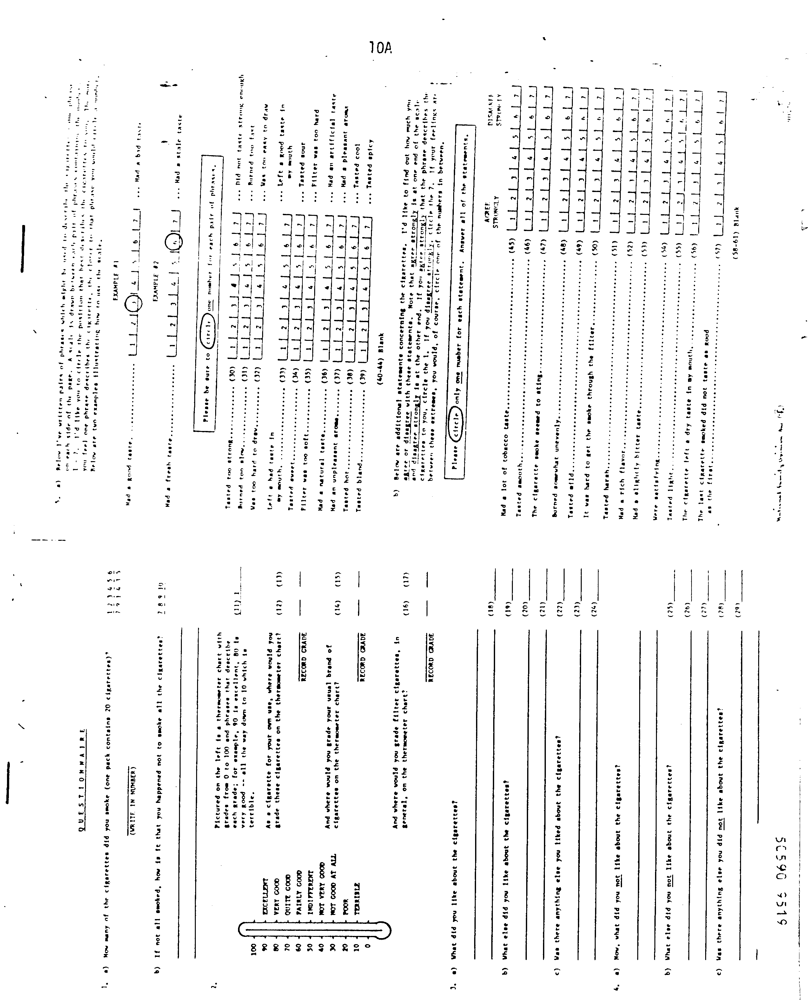 10A
QUESTIONNAIRE
1. a) How many of the cigarettes did you smoke (one pack contains 20 cigarettes)?
(WRITE IN NUMBER)
b) If not all smoked, how is it that you happened not to smoke all the cigarettes?
7 8 9 10
2.
100
90 EXCELLENT
80 VERY GOOD
70 QUITE GOOD
60 FAIRLY GOOD
50 INDIFFERENT
40 NOT VERY GOOD
30 NOT GOOD AT ALL
20 POOR
10 TERRIBLE
0
Pictured on the left is a thermometer chart with
grades from 0 to 100 and phrases that describe
each grade; for example, 90 is excellent, 80 is
very good -- all the way down to 10 which is
terrible.
(11) 1
As a cigarette for your own use, where would you
grade these cigarettes on the thermometer chart?
(12) (13)
RECORD GRADE
And where would you grade your usual brand of
cigarettes on the thermometer chart?
(14) (15)
RECORD GRADE
And where would you grade filter cigarettes, in
general, on the thermometer chart?
(16) (17)
RECORD GRADE
3. a) What did you like about the cigarettes?
(18)
b) What else did you like about the cigarettes?
(19)
(20)
(21)
c) Was there anything else you liked about the cigarettes?
(22)
(23)
(24)
4. a) Now, what did you not like about the cigarettes?
b) What else did you not like about the cigarettes?
(25)
(26)
(27)
c) Was there anything else you did not like about the cigarettes?
(28)
(29)
5. a) Below I've written pairs of phrases which might be used to describe the cigarette, one phrase
on each side of the page. A scale is drawn between each pair of phrases containing the numbers
1 - 7. I'd like you to circle the position that best describes the cigarettes to you. The more
you feel one phrase describes the cigarette, the closer to that phrase you would circle a number.
Below are two examples illustrating how to use the scale.
EXAMPLE #1
Had a good taste..... 1 2 3 4 5 6 7 ... Had a bad taste
EXAMPLE #2
Had a fresh taste..... 1 2 3 4 5 6 7 ... Had a stale taste
Please be sure to circle one number for each pair of phrases.
Tasted too strong..... (30) 1 2 3 4 5 6 7 ... Did not taste strong enough
Burned too slow..... (31) 1 2 3 4 5 6 7 ... Burned too fast
Was too hard to draw..... (32) 1 2 3 4 5 6 7 ... Was too easy to draw
Left a bad taste in
my mouth..... (33) 1 2 3 4 5 6 7 ... Left a good taste in
my mouth
Tasted sweet..... (34) 1 2 3 4 5 6 7 ... Tasted sour
Filter was too soft..... (35) 1 2 3 4 5 6 7 ... Filter was too hard
Had a natural taste..... (36) 1 2 3 4 5 6 7 ... Had an artificial taste
Had an unpleasant aroma..... (37) 1 2 3 4 5 6 7 ... Had a pleasant aroma
Tasted hot..... (38) 1 2 3 4 5 6 7 ... Tasted cool
Tasted bland..... (39) 1 2 3 4 5 6 7 ... Tasted spicy
(40-44) Blank
b) Below are additional statements concerning the cigarettes. I'd like to find out how much you
agree or disagree with these statements. Note that agree strongly is at one end of the scale
and disagree strongly is at the other end. If you agree strongly that the phrase describes the
cigarettes to you, circle the 1. If you disagree strongly, circle the 7. If your feelings are
between these extremes, you would, of course, circle one of the numbers in between.
Please circle only one number for each statement. Answer all of the statements.
AGREE STRONGLY DISAGREE STRONGLY
Had a lot of tobacco taste..... (45) 1 2 3 4 5 6 7
Tasted smooth..... (46) 1 2 3 4 5 6 7
The cigarette smoke seemed to sting..... (47) 1 2 3 4 5 6 7
Burned somewhat unevenly..... (48) 1 2 3 4 5 6 7
Tasted mild..... (49) 1 2 3 4 5 6 7
It was hard to get the smoke through the filter..... (50) 1 2 3 4 5 6 7
Tasted harsh..... (51) 1 2 3 4 5 6 7
Had a rich flavor..... (52) 1 2 3 4 5 6 7
Had a slightly bitter taste..... (53) 1 2 3 4 5 6 7
Were satisfying..... (54) 1 2 3 4 5 6 7
Tasted light..... (55) 1 2 3 4 5 6 7
The cigarette left a dry taste in my mouth..... (56) 1 2 3 4 5 6 7
The last cigarette smoked did not taste as good
as the first..... (57) 1 2 3 4 5 6 7
(58-61) Blank
50590 3519